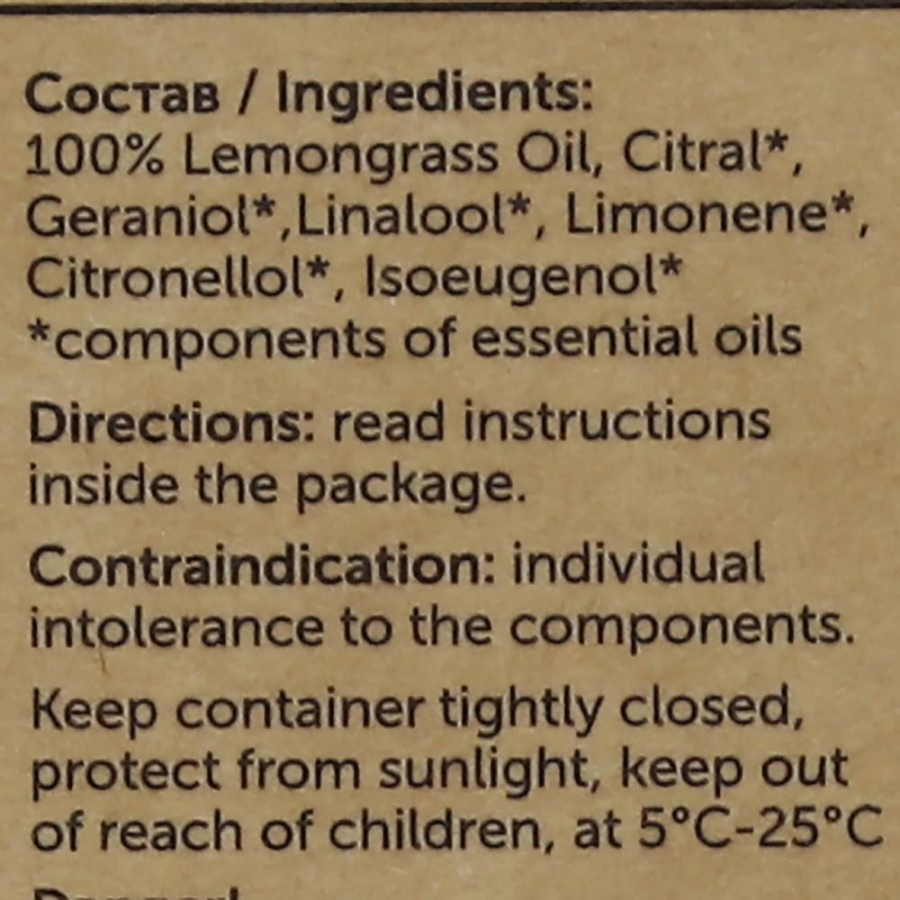 Состав / Ingredients:
100% Lemongrass Oil, Citral*,
Geraniol*,Linalool*, Limonene*,
Citronellol*, Isoeugenol*
*components of essential oils
Directions: read instructions
inside the package.
Contraindication: individual
intolerance to the components.
Keep container tightly closed,
protect from sunlight, keep out
of reach of children, at 5°C-25°C